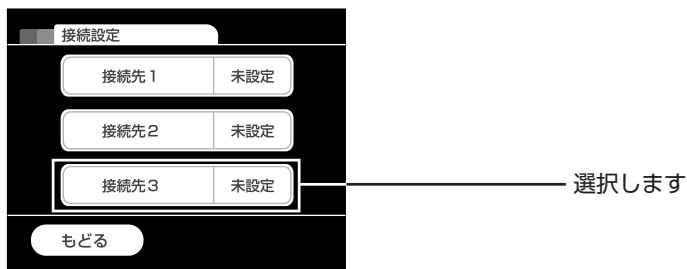 接続設定
接続先1 未設定
接続先2 未設定
接続先3 未設定
選択します
もどる